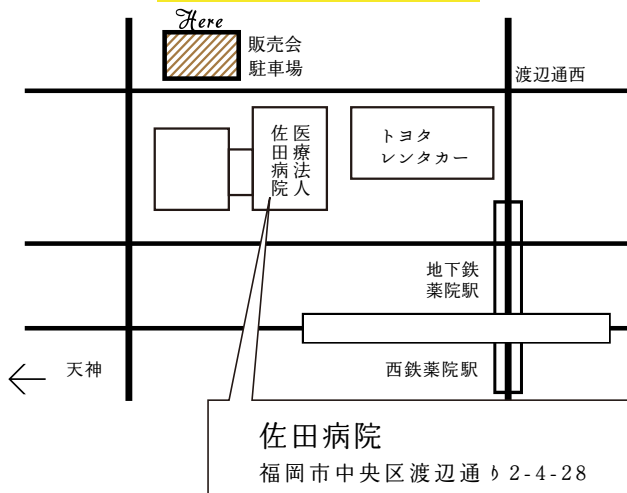 Here
販売会
駐車場
渡辺通西
医療法人
佐田病院
トヨタ
レンタカー
地下鉄
薬院駅
天神
西鉄薬院駅
佐田病院
福岡市中央区渡辺通り2-4-28